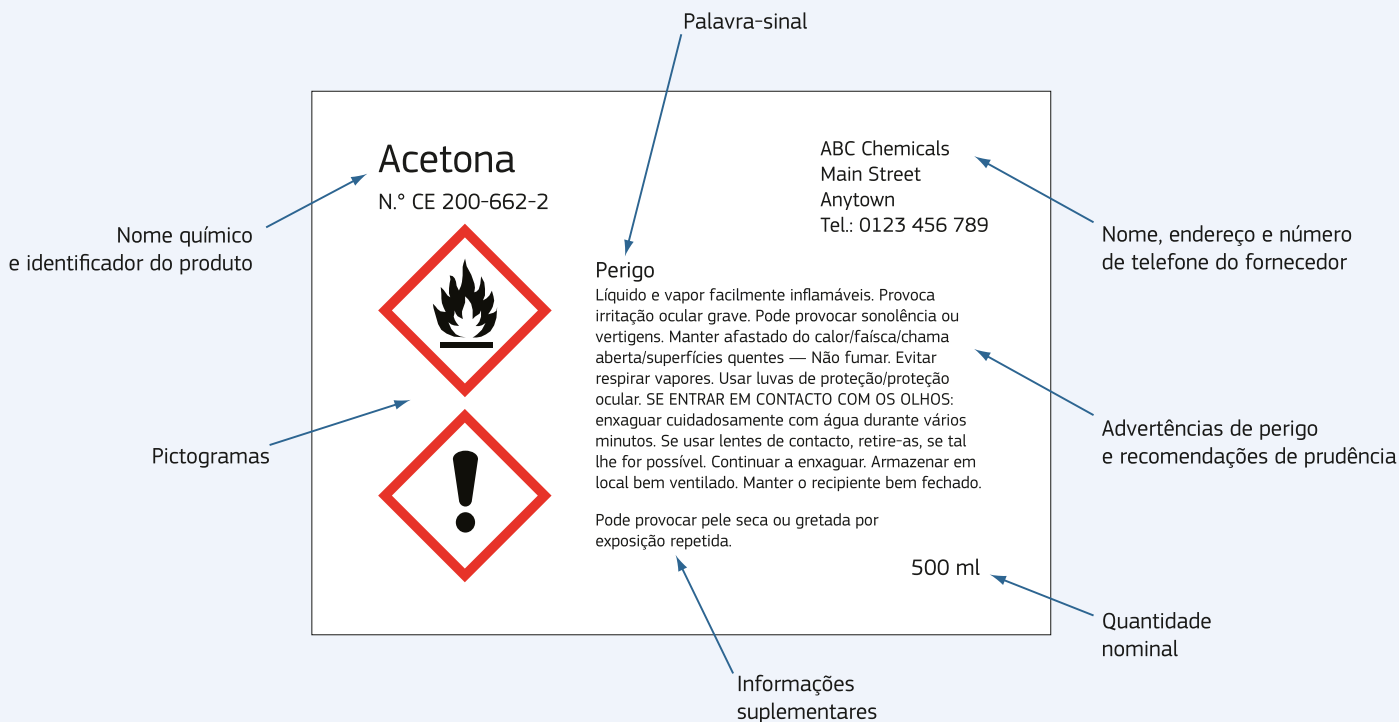 Palavra-sinal
Acetona
N.° CE 200-662-2
ABC Chemicals
Main Street
Anytown
Tel.: 0123 456 789
Nome químico
e identificador do produto
Nome, endereço e número
de telefone do fornecedor
Perigo
Líquido e vapor facilmente inflamáveis. Provoca
irritação ocular grave. Pode provocar sonolência ou
vertigens. Manter afastado do calor/faísca/chama
aberta/superfícies quentes — Não fumar. Evitar
respirar vapores. Usar luvas de proteção/proteção
ocular. SE ENTRAR EM CONTACTO COM OS OLHOS:
enxaguar cuidadosamente com água durante vários
minutos. Se usar lentes de contacto, retire-as, se tal
lhe for possível. Continuar a enxaguar. Armazenar em
local bem ventilado. Manter o recipiente bem fechado.
Pictogramas
Advertências de perigo
e recomendações de prudência
Pode provocar pele seca ou gretada por
exposição repetida.
500 ml
Quantidade
nominal
Informações
suplementares